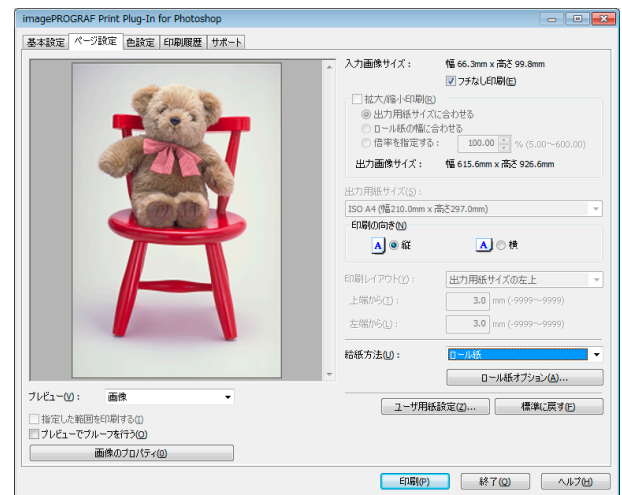 imagePROGRAF Print Plug-In for Photoshop
基本設定 ページ設定 色設定 印刷履歴 サポート
入力画像サイズ： 幅 66.3mm x 高さ 99.8mm
フチなし印刷(E)
拡大/縮小印刷(R)
出力用紙サイズに合わせる
ロール紙の幅に合わせる
倍率を指定する： 100.00 % (5.00～600.00)
出力画像サイズ： 幅 615.6mm x 高さ 926.6mm
出力用紙サイズ(S)：
ISO A4 (幅210.0mm x 高さ297.0mm)
印刷の向き(N)
A 縦 A 横
印刷レイアウト(Y)： 出力用紙サイズの左上
上端から(T)： 3.0 mm (-9999～9999)
左端から(L)： 3.0 mm (-9999～9999)
給紙方法(U)： ロール紙
ロール紙オプション(A)...
プレビュー(V)： 画像
ユーザ用紙設定(Z)... 標準に戻す(F)
指定した範囲を印刷する(I)
プレビューでプルーフを行う(O)
画像のプロパティ(0)
印刷(P) 終了(Q) ヘルプ(H)